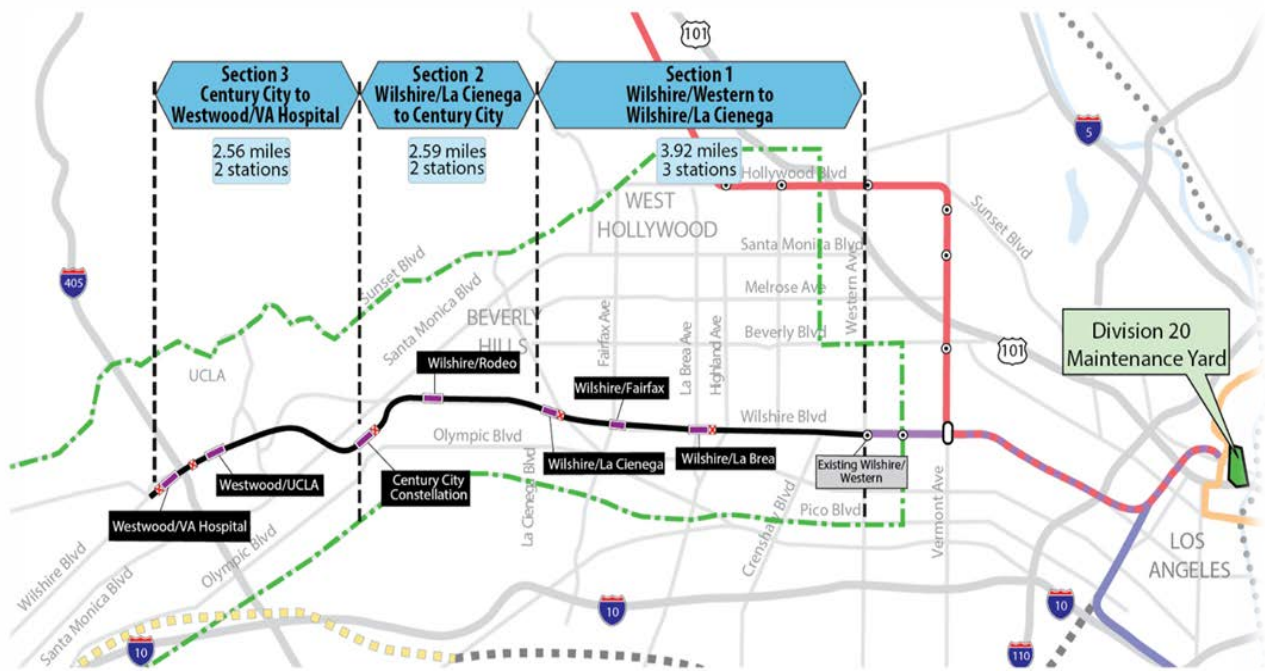 101
Section 3
Century City to
Westwood/VA Hospital
Section 2
Wilshire/La Cienega
to Century City
Section 1
Wilshire/Western to
Wilshire/La Cienega
5
2.56 miles
2 stations
2.59 miles
2 stations
3.92 miles
3 stations
Hollywood Blvd
WEST
HOLLYWOOD
Sunset Blvd
Santa Monica Blvd
405
Sunset Blvd
Santa Monica Blvd
Melrose Ave
Western Ave
BEVERLY
HILLS
Fairfax Ave
La Brea Ave
Highland Ave
Beverly Blvd
101
Division 20
Maintenance Yard
UCLA
Wilshire/Rodeo
Wilshire/Fairfax
Wilshire Blvd
Olympic Blvd
Wilshire/La Cienega
Wilshire/La Brea
Existing Wilshire/
Western
Westwood/UCLA
Century City
Constellation
La Cienega Blvd
Crenshaw Blvd
Pico Blvd
Vermont Ave
Westwood/VA Hospital
Wilshire Blvd
Santa Monica Blvd
Olympic Blvd
LOS
ANGELES
10
10
10
110